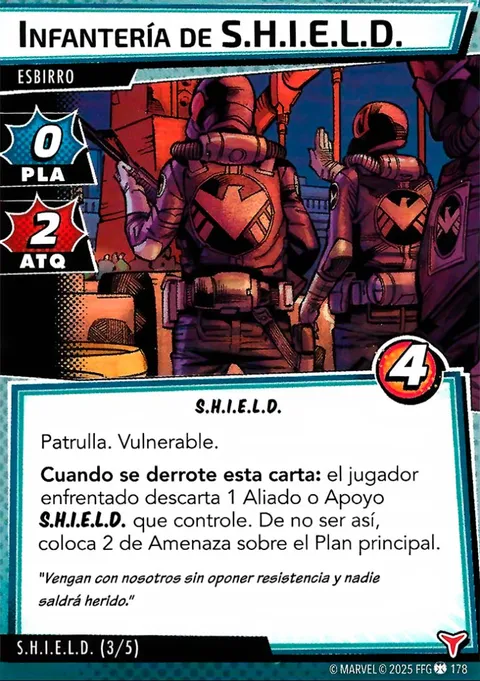 INFANTERÍA DE S.H.I.E.L.D.
ESBIRRO
0
PLA
2
ATQ
4
S.H.I.E.L.D.
Patrulla. Vulnerable.
Cuando se derrote esta carta: el jugador
enfrentado descarta 1 Aliado o Apoyo
S.H.I.E.L.D. que controle. De no ser así,
coloca 2 de Amenaza sobre el Plan principal.
"Vengan con nosotros sin oponer resistencia y nadie
saldrá herido."
S.H.I.E.L.D. (3/5)
© MARVEL © 2025 FFG 178